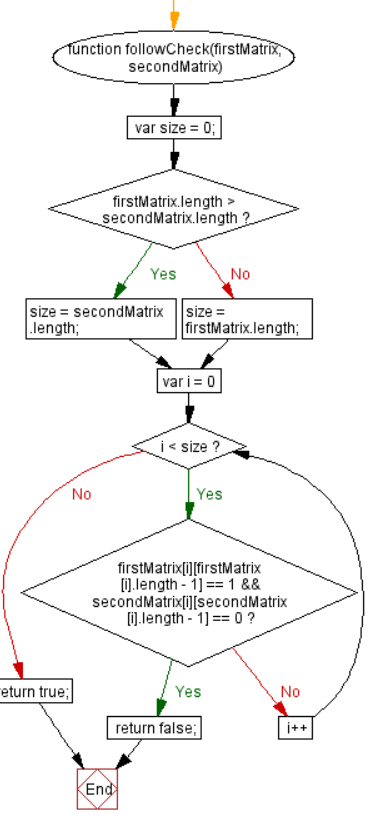 function followCheck(firstMatrix,
secondMatrix)
var size = 0;
firstMatrix.length >
secondMatrix.length ?
Yes
No
size = secondMatrix
.length;
size =
firstMatrix.length;
var i = 0
i < size ?
No
Yes
firstMatrix[i][firstMatrix
[i].length - 1] == 1 &&
secondMatrix[i][secondMatrix
[i].length - 1] == 0 ?
Yes
No
return true;
return false;
i++
End